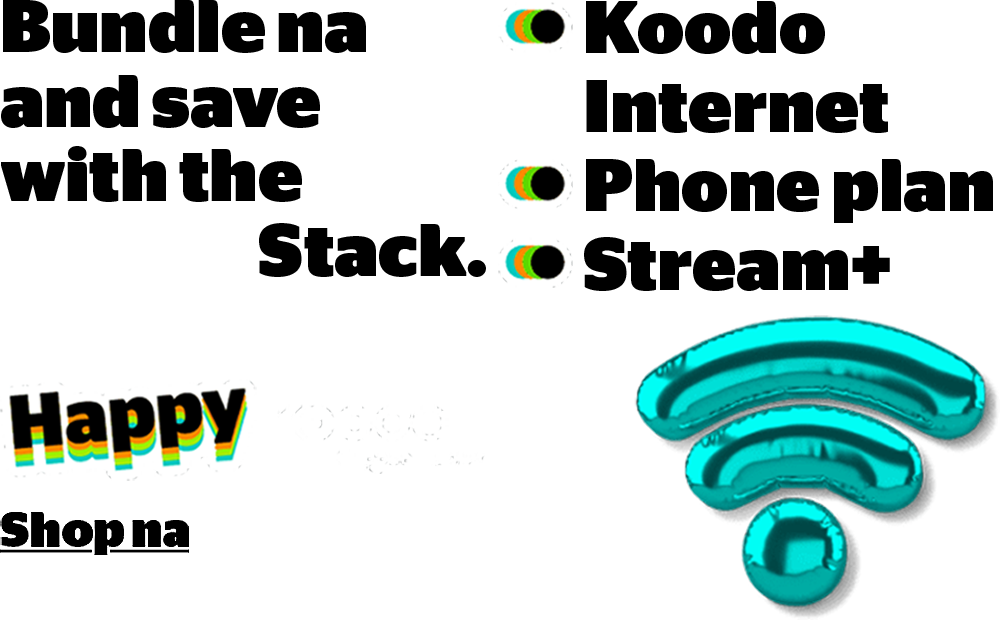 Bundle na
and save
with the
Stack.
Koodo
Internet
Phone plan
Stream+
Happy
Shop na